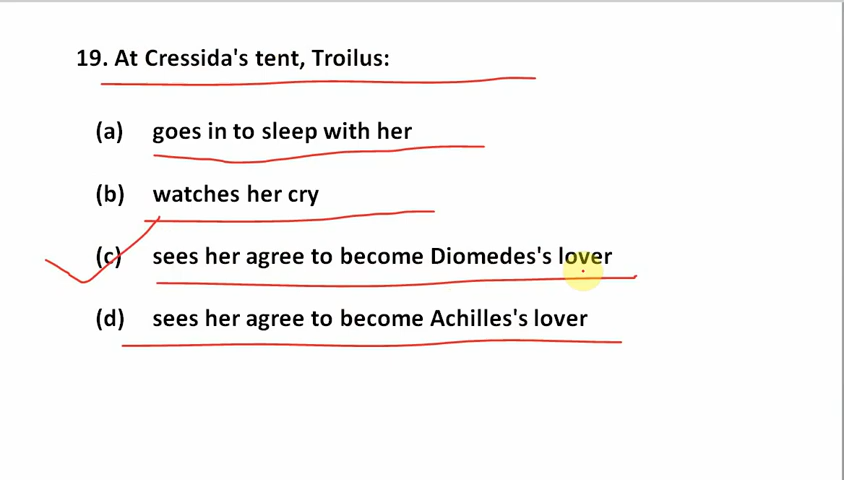 19. At Cressida's tent, Troilus:
(a) goes in to sleep with her
(b) watches her cry
(c) sees her agree to become Diomedes's lover
(d) sees her agree to become Achilles's lover